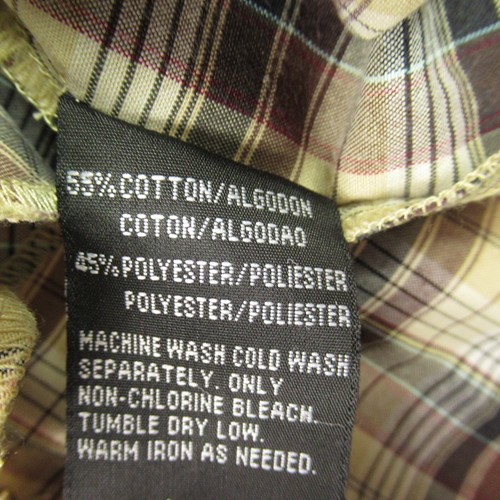 55% COTTON/ALGODON
COTON/ALGODAO
45% POLYESTER/POLIESTER
POLYESTER/POLIESTER
MACHINE WASH COLD WASH
SEPARATELY. ONLY
NON-CHLORINE BLEACH.
TUMBLE DRY LOW.
WARM IRON AS NEEDED.